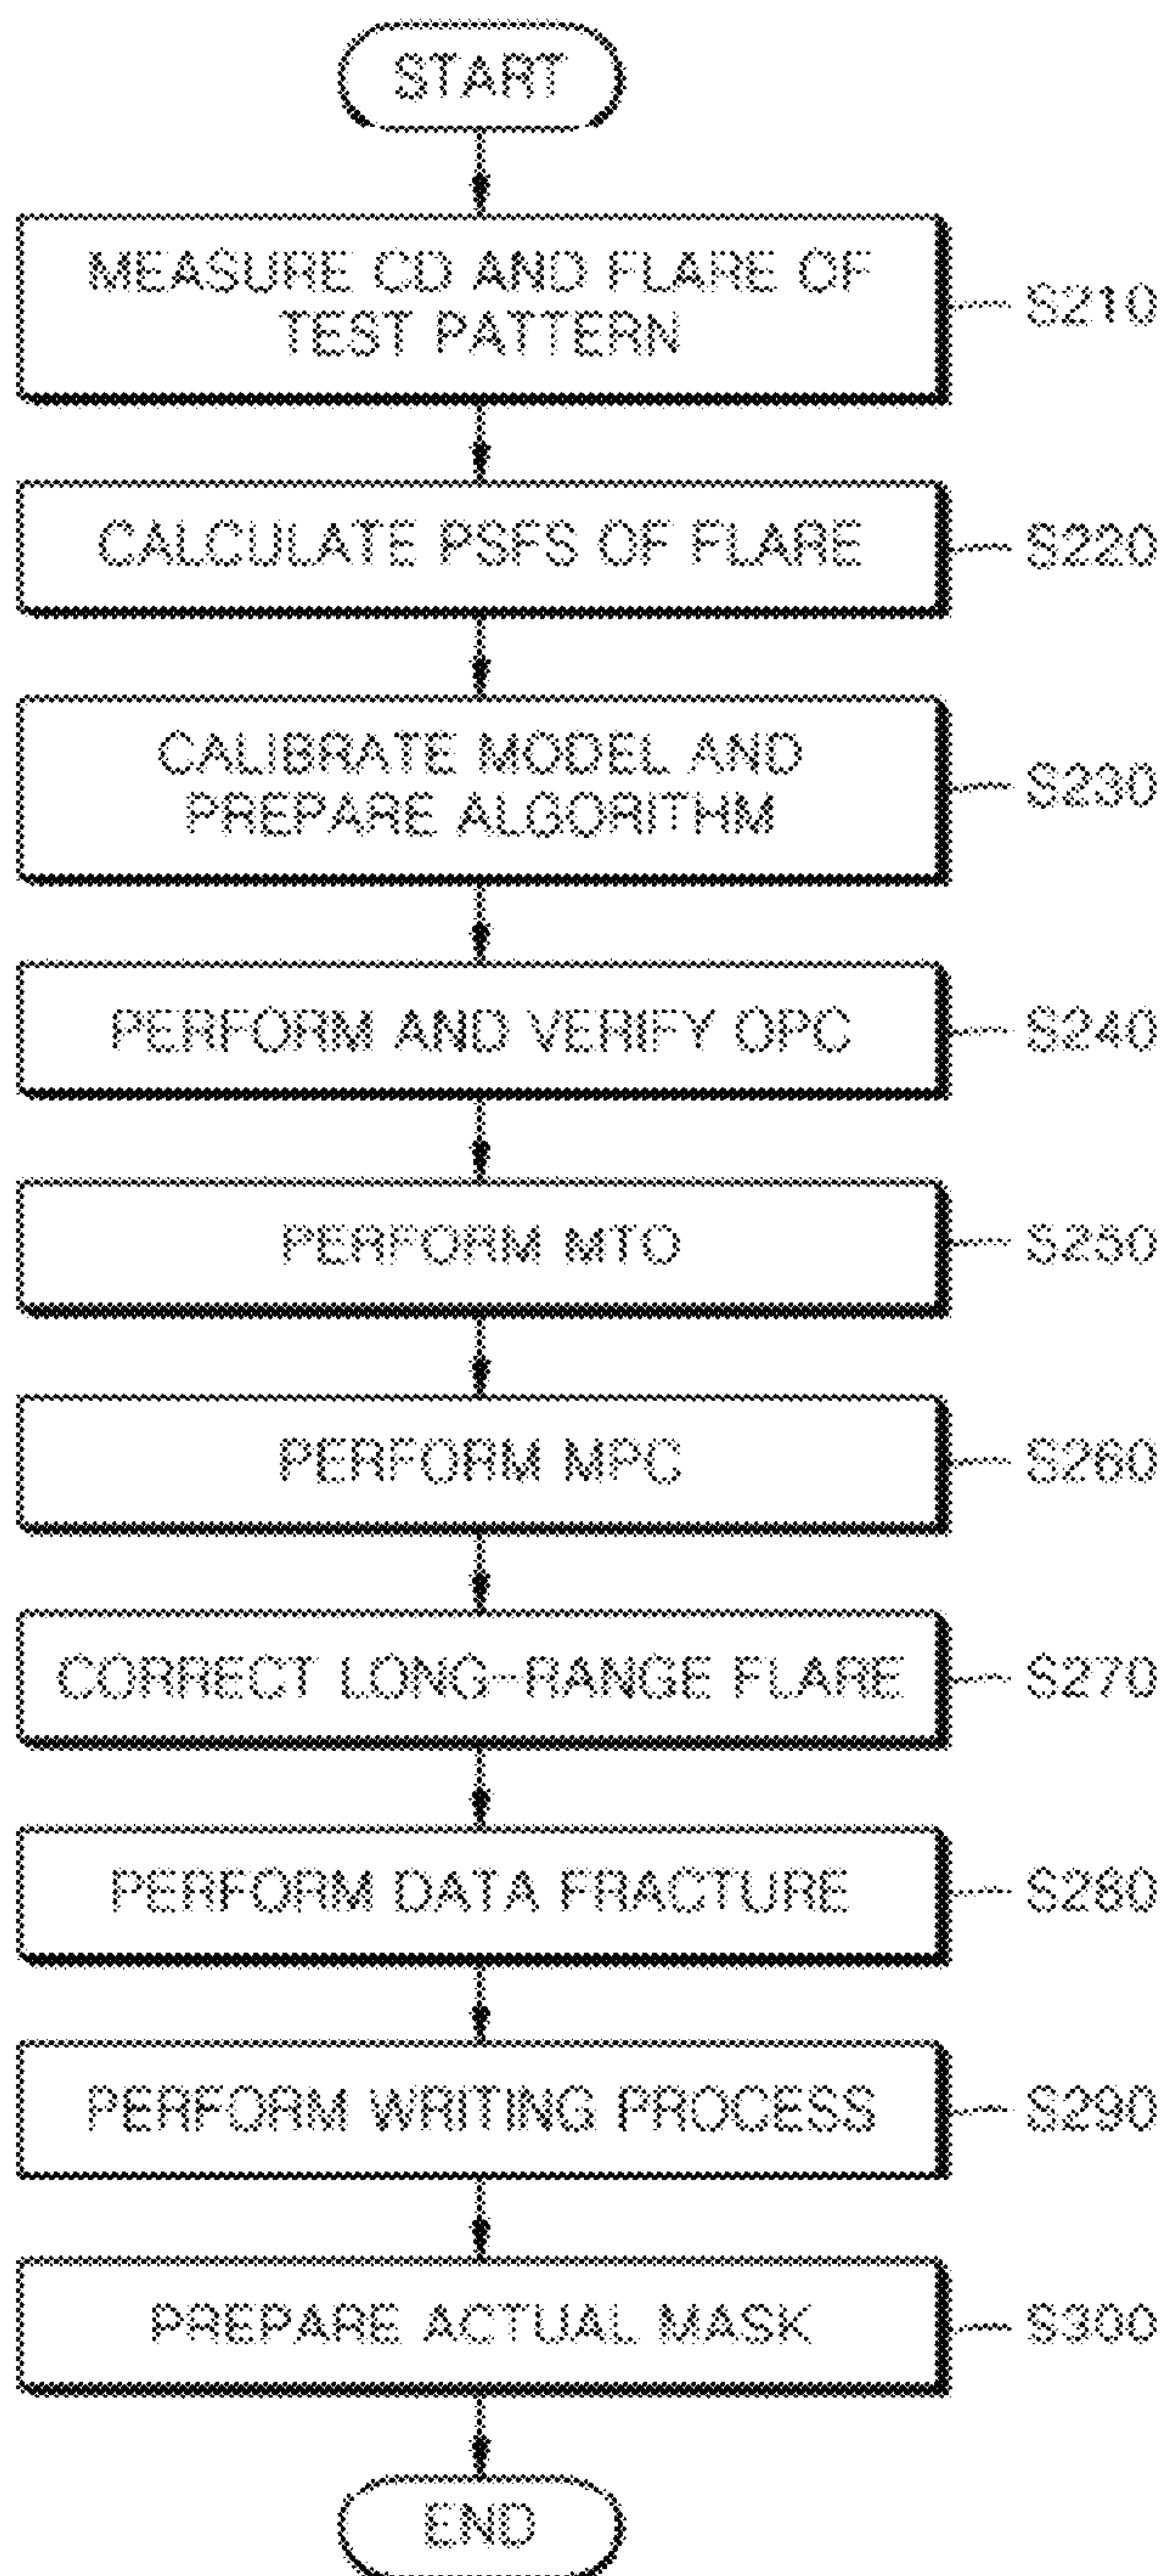 START
MEASURE CD AND FLARE OF
TEST PATTERN
S210
CALCULATE PSFS OF FLARE
S220
CALIBRATE MODEL AND
PREPARE ALGORITHM
S230
PERFORM AND VERIFY OPC
S240
PERFORM MTO
S250
PERFORM MPC
S260
CORRECT LONG-RANGE FLARE
S270
PERFORM DATA FRACTURE
S280
PERFORM WRITING PROCESS
S290
PREPARE ACTUAL MASK
S300
END